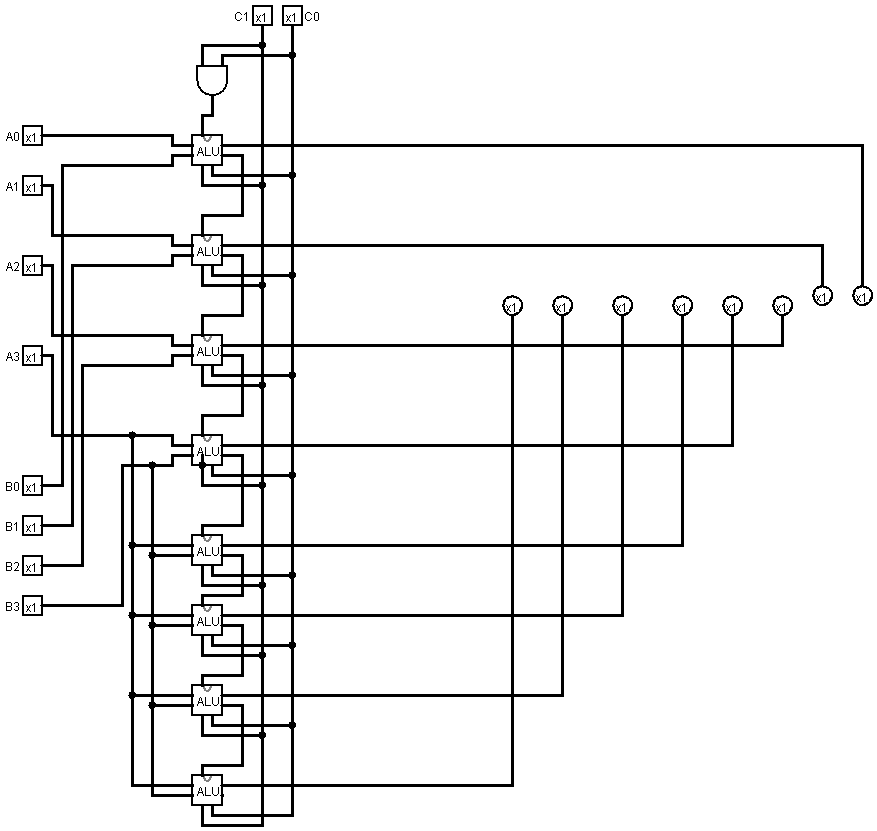 C1 x1 x1 C0
A0 x1
ALU
A1 x1
ALU
A2 x1
x1 x1
x1 x1 x1 x1 x1 x1
ALU
A3 x1
ALU
B0 x1
B1 x1
ALU
B2 x1
B3 x1
ALU
ALU
ALU